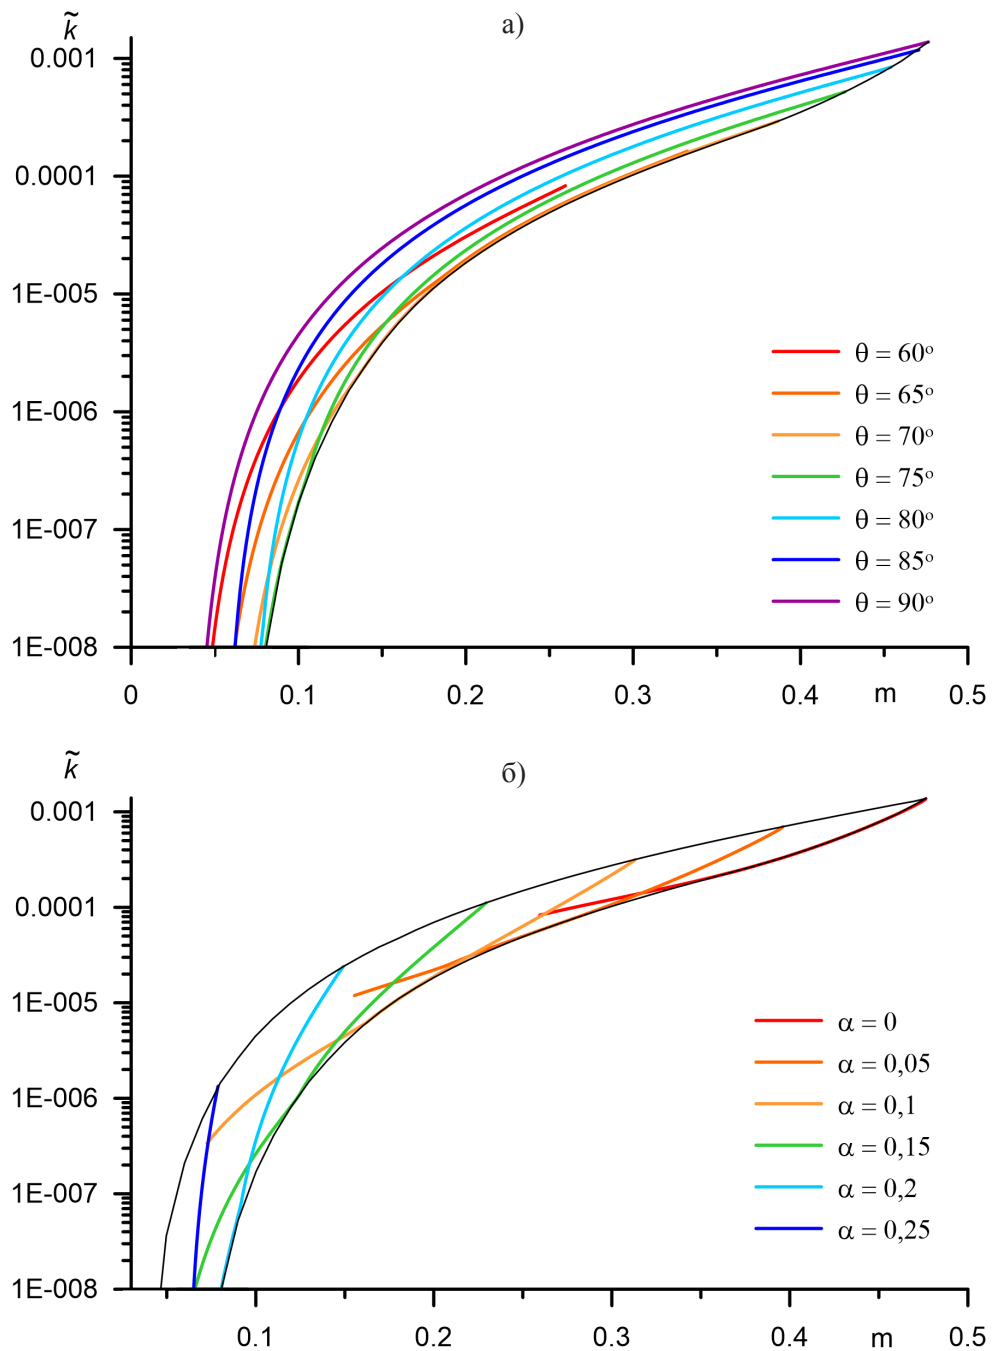 k̃
а)
0.001
0.0001
1E-005
1E-006
1E-007
1E-008
θ = 60°
θ = 65°
θ = 70°
θ = 75°
θ = 80°
θ = 85°
θ = 90°
0 0.1 0.2 0.3 0.4 m 0.5
k̃
б)
0.001
0.0001
1E-005
1E-006
1E-007
1E-008
α = 0
α = 0,05
α = 0,1
α = 0,15
α = 0,2
α = 0,25
0.1 0.2 0.3 0.4 m 0.5